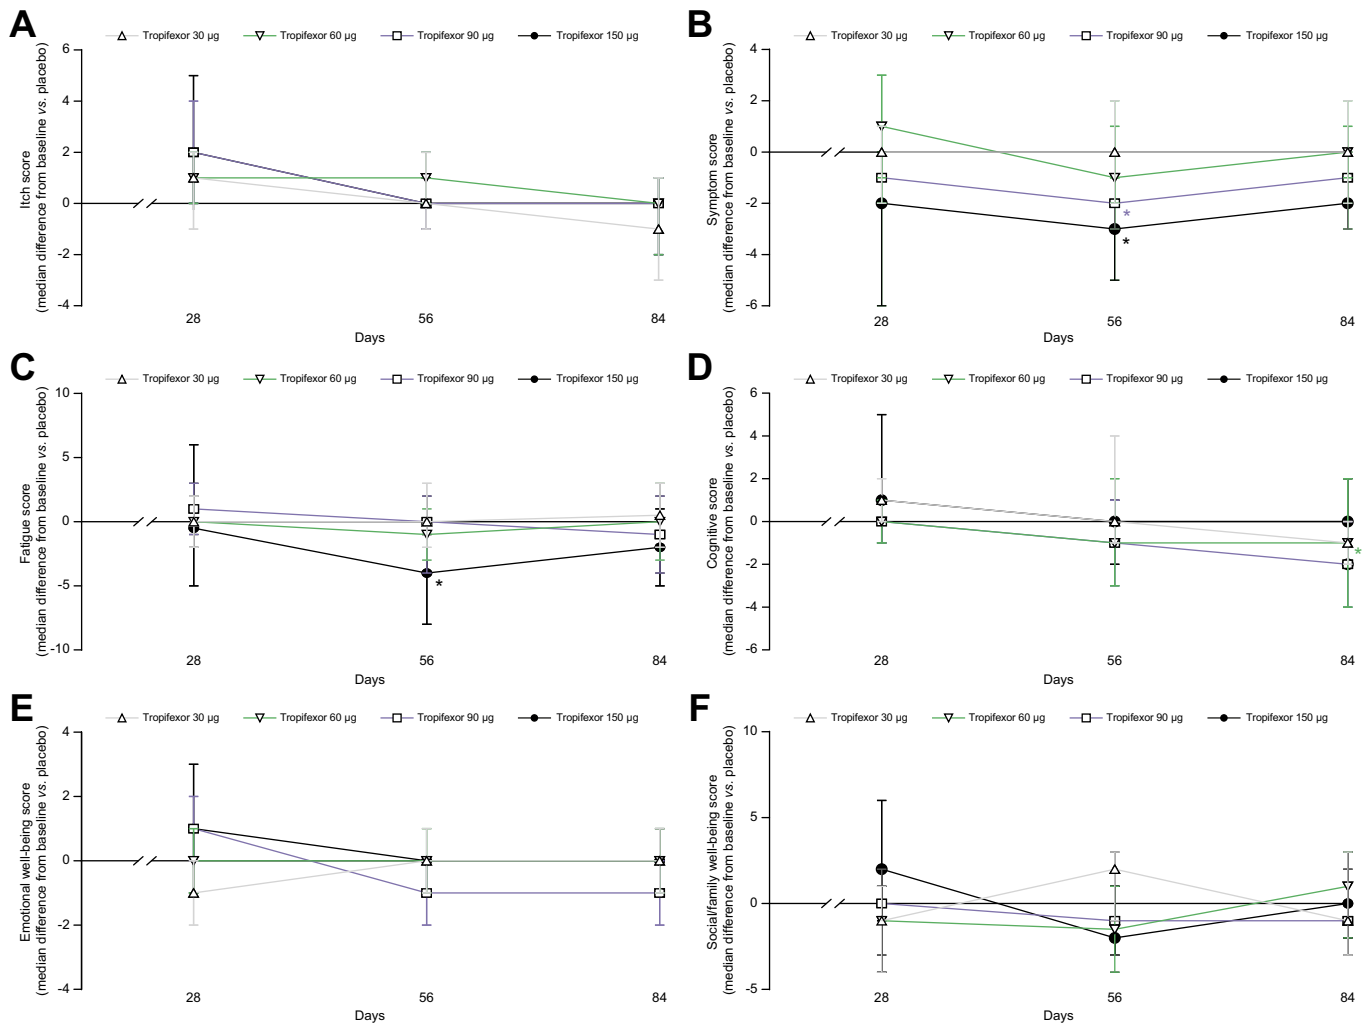 A
Tropifexor 30 µg Tropifexor 60 µg Tropifexor 90 µg Tropifexor 150 µg
Itch score
(median difference from baseline vs. placebo)
6
4
2
0
-2
-4
28 56 84
Days
B
Tropifexor 30 µg Tropifexor 60 µg Tropifexor 90 µg Tropifexor 150 µg
Symptom score
(median difference from baseline vs. placebo)
4
2
0
-2
-4
-6
*
*
28 56 84
Days
C
Tropifexor 30 µg Tropifexor 60 µg Tropifexor 90 µg Tropifexor 150 µg
Fatigue score
(median difference from baseline vs. placebo)
10
5
0
-5
-10
*
28 56 84
Days
D
Tropifexor 30 µg Tropifexor 60 µg Tropifexor 90 µg Tropifexor 150 µg
Cognitive score
(median difference from baseline vs. placebo)
6
4
2
0
-2
-4
-6
*
28 56 84
Days
E
Tropifexor 30 µg Tropifexor 60 µg Tropifexor 90 µg Tropifexor 150 µg
Emotional well-being score
(median difference from baseline vs. placebo)
4
2
0
-2
-4
28 56 84
Days
F
Tropifexor 30 µg Tropifexor 60 µg Tropifexor 90 µg Tropifexor 150 µg
Social/family well-being score
(median difference from baseline vs. placebo)
10
5
0
-5
28 56 84
Days